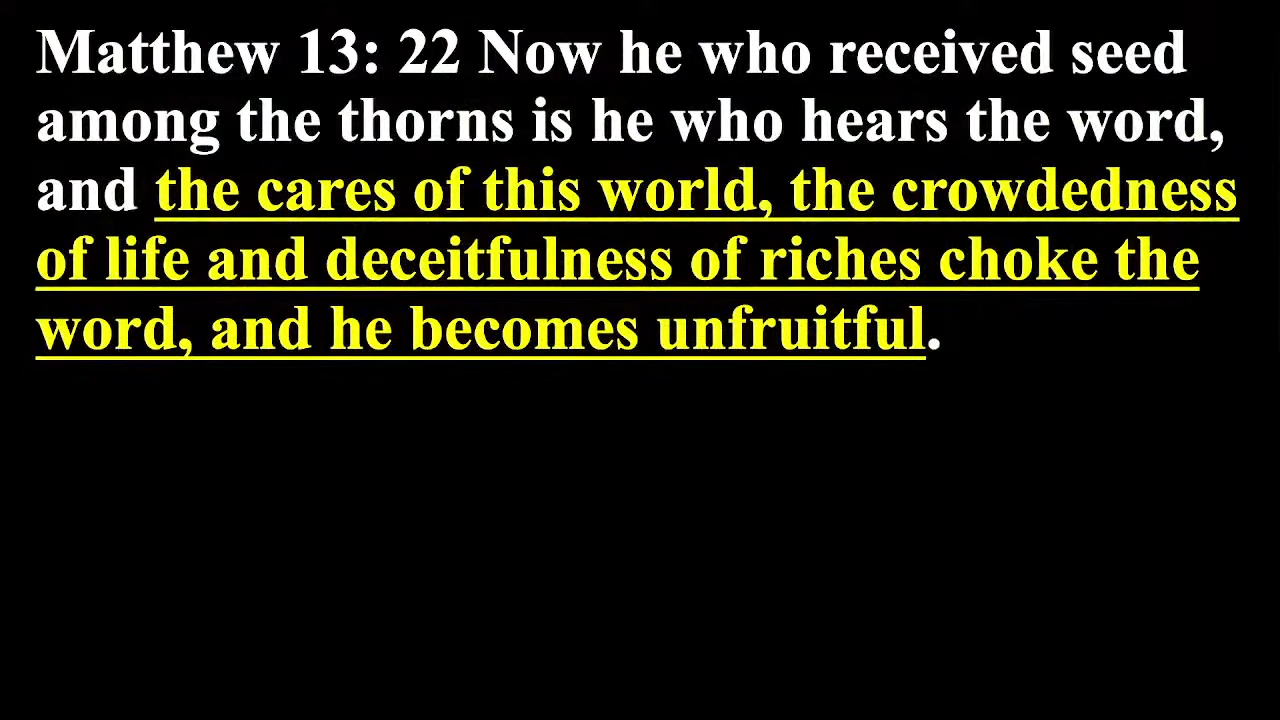 Matthew 13: 22 Now he who received seed
among the thorns is he who hears the word,
and the cares of this world, the crowdedness
of life and deceitfulness of riches choke the
word, and he becomes unfruitful.